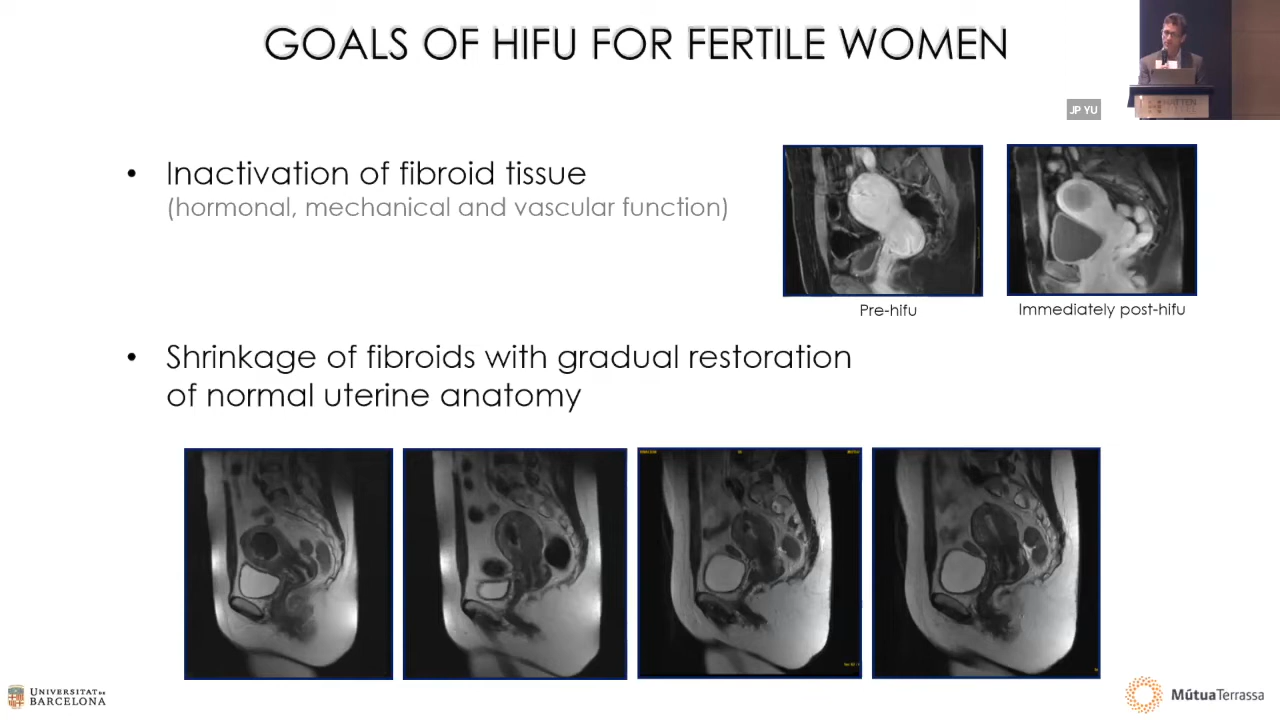 GOALS OF HIFU FOR FERTILE WOMEN
JP YU
• Inactivation of fibroid tissue
(hormonal, mechanical and vascular function)
Pre-hifu
Immediately post-hifu
• Shrinkage of fibroids with gradual restoration
of normal uterine anatomy
UNIVERSITAT DE
BARCELONA
MútuaTerrassa